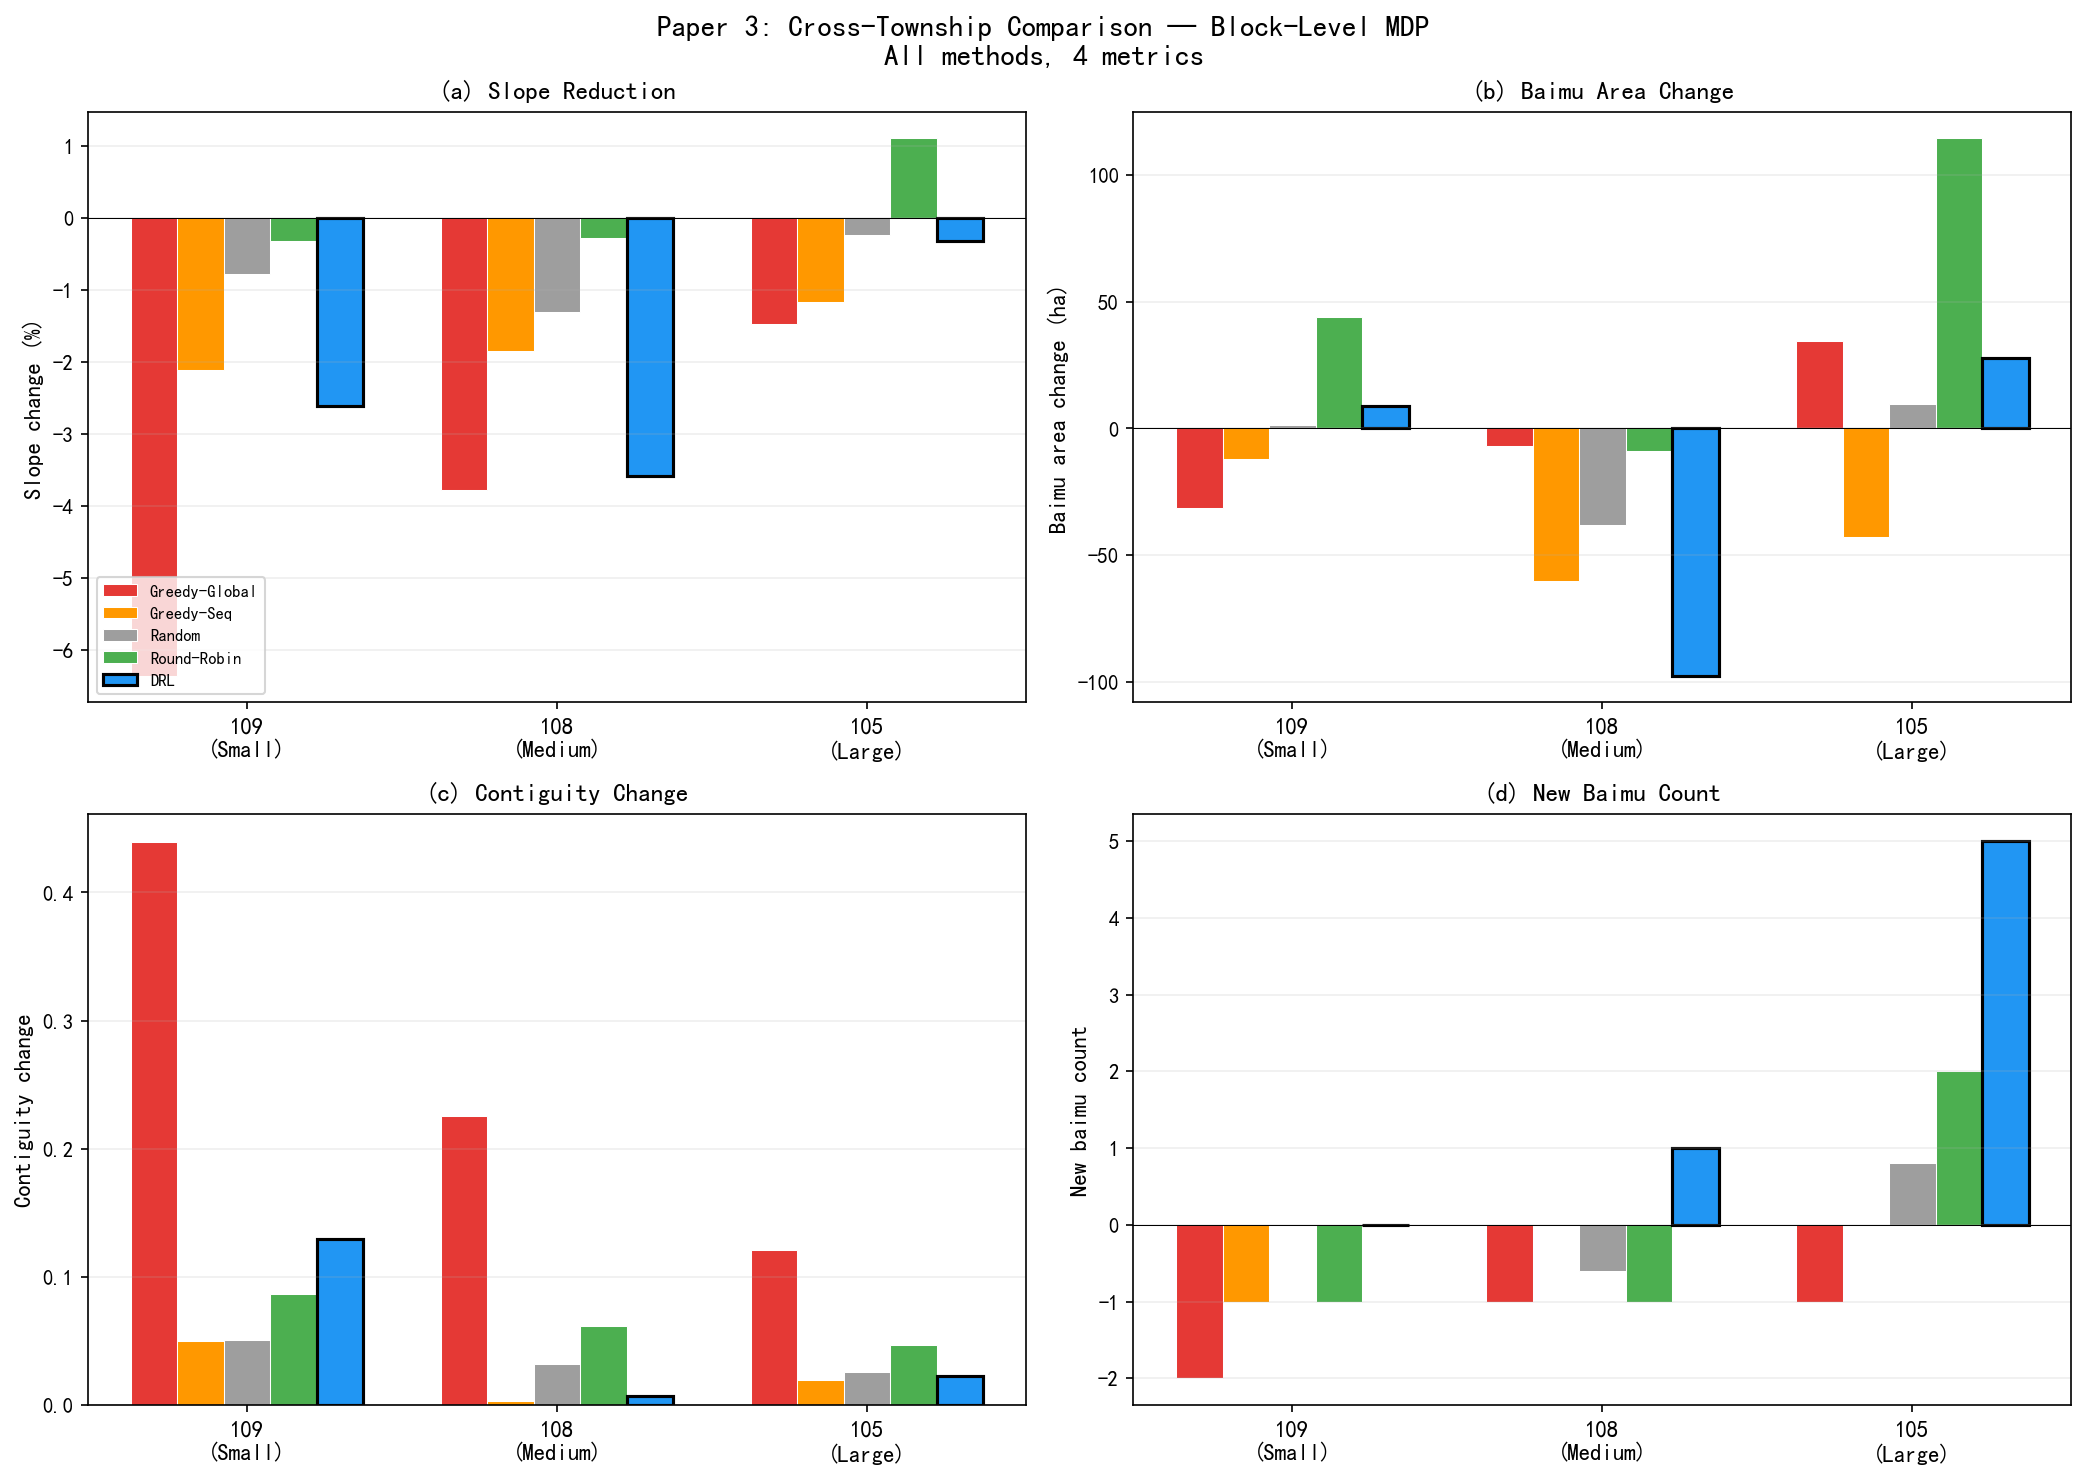 Paper 3: Cross-Township Comparison — Block-Level MDP
All methods, 4 metrics
(a) Slope Reduction
Slope change (%)
1
0
−1
−2
−3
−4
−5
−6
Greedy-Global
Greedy-Seq
Random
Round-Robin
DRL
109
(Small)
108
(Medium)
105
(Large)
(b) Baimu Area Change
Baimu area change (ha)
100
50
0
−50
−100
109
(Small)
108
(Medium)
105
(Large)
(c) Contiguity Change
Contiguity change
0.4
0.3
0.2
0.1
0.0
109
(Small)
108
(Medium)
105
(Large)
(d) New Baimu Count
New baimu count
5
4
3
2
1
0
−1
−2
109
(Small)
108
(Medium)
105
(Large)